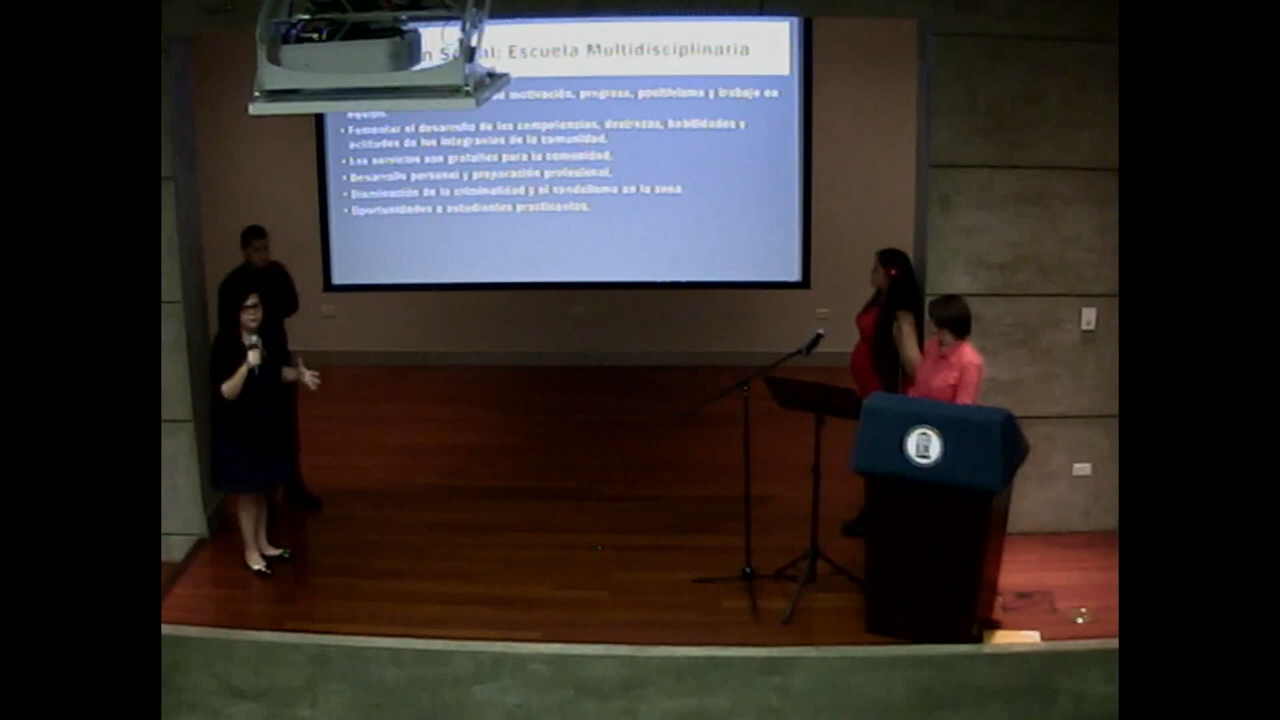 l: Escuela Multidisciplinaria
motivación, progreso, positivismo y trabajo en
equipo.
• Fomentar el desarrollo de las competencias, destrezas, habilidades y
actitudes de los integrantes de la comunidad.
• Los servicios son gratuitos para la comunidad.
• Desarrollo personal y preparación profesional.
• Disminución de la criminalidad y el vandalismo en la zona.
• Oportunidades a estudiantes practicantes.